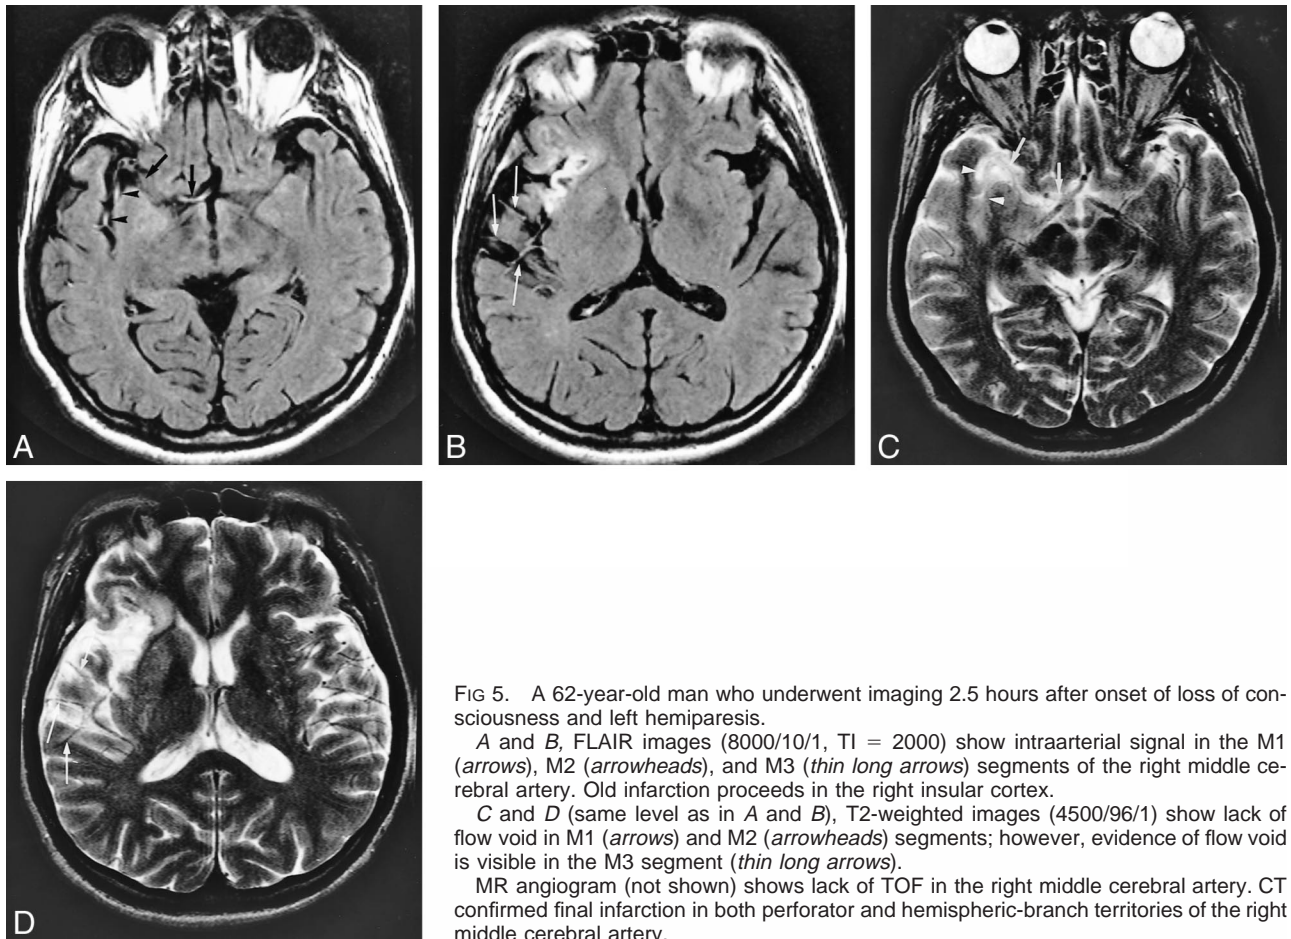 A
B
C
D
FIG 5. A 62-year-old man who underwent imaging 2.5 hours after onset of loss of con-
sciousness and left hemiparesis.
A and B, FLAIR images (8000/10/1, TI = 2000) show intraarterial signal in the M1
(arrows), M2 (arrowheads), and M3 (thin long arrows) segments of the right middle ce-
rebral artery. Old infarction proceeds in the right insular cortex.
C and D (same level as in A and B), T2-weighted images (4500/96/1) show lack of
flow void in M1 (arrows) and M2 (arrowheads) segments; however, evidence of flow void
is visible in the M3 segment (thin long arrows).
MR angiogram (not shown) shows lack of TOF in the right middle cerebral artery. CT
confirmed final infarction in both perforator and hemispheric-branch territories of the right
middle cerebral artery.